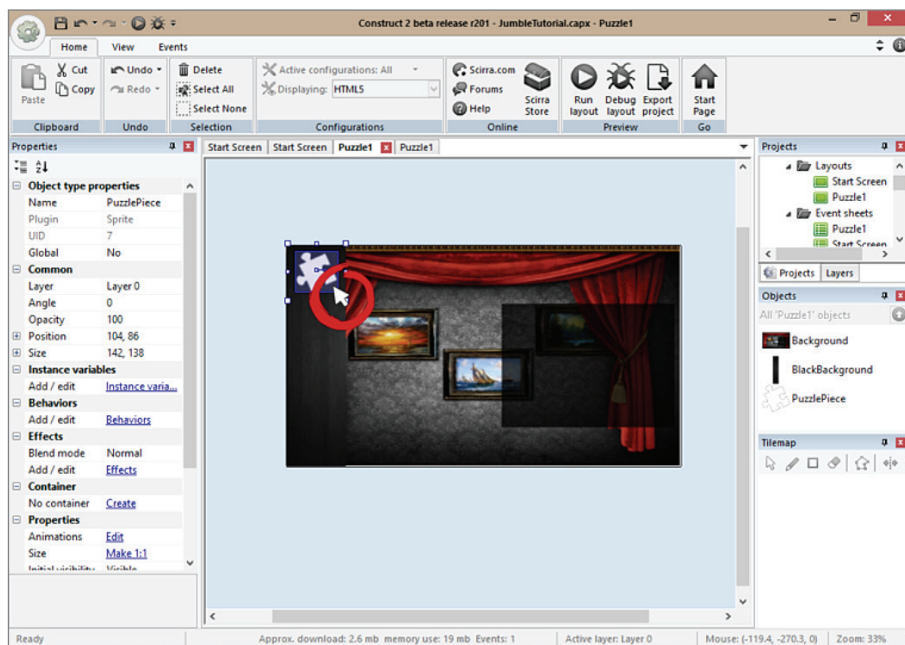 Construct 2 beta release r201 - JumbleTutorial.capx - Puzzle1
Home View Events
Paste
Cut
Copy
Clipboard
Undo
Redo
Undo
Delete
Select All
Select None
Selection
Active configurations: All
Displaying: HTML5
Configurations
Scirra.com
Forums
Help
Scirra
Store
Online
Run
layout
Debug
layout
Export
project
Preview
Start
Page
Go
Properties
Object type properties
Name PuzzlePiece
Plugin Sprite
UID 7
Global No
Common
Layer Layer 0
Angle 0
Opacity 100
Position 104, 86
Size 142, 138
Instance variables
Add / edit Instance varia...
Behaviors
Add / edit Behaviors
Effects
Blend mode Normal
Add / edit Effects
Container
No container Create
Properties
Animations Edit
Size Make 1:1
Initial visibility Visible
Start Screen Start Screen Puzzle1 Puzzle1
Projects
Layouts
Start Screen
Puzzle1
Event sheets
Puzzle1
Start Screen
Projects Layers
Objects
All 'Puzzle1' objects
Background
BlackBackground
PuzzlePiece
Tilemap
Ready
Approx. download: 2.6 mb memory use: 19 mb Events: 1
Active layer: Layer 0
Mouse: (-119.4, -270.3, 0)
Zoom: 33%